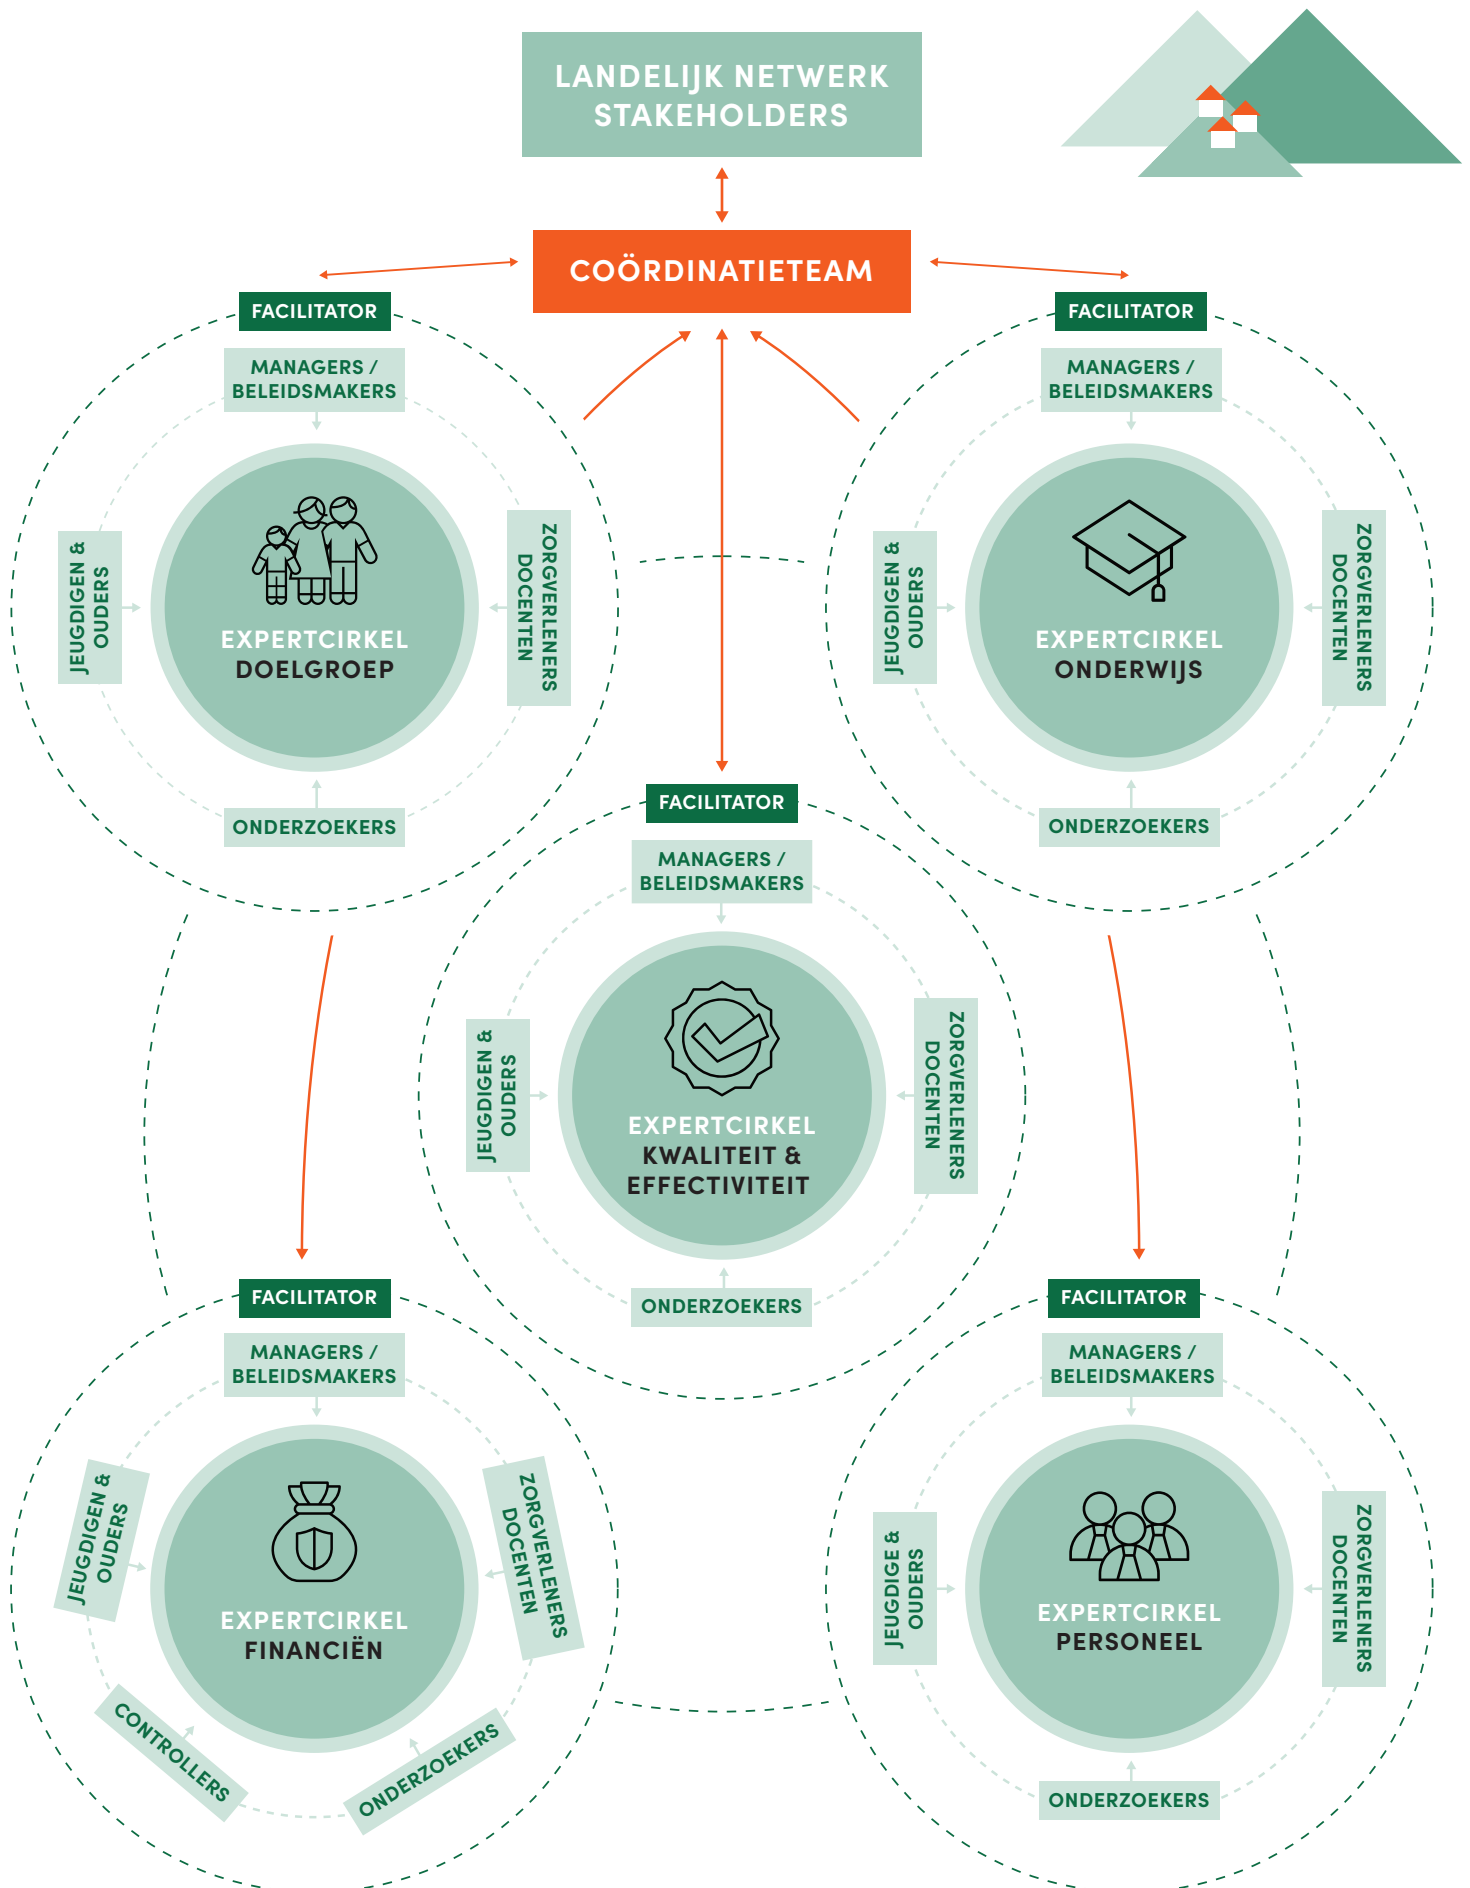 LANDELIJK NETWERK
STAKEHOLDERS
COÖRDINATIETEAM
FACILITATOR
MANAGERS /
BELEIDSMAKERS
JEUGDIGEN &
OUDERS
ZORGVERLENERS
DOCENTEN
EXPERTCIRKEL
DOELGROEP
ONDERZOEKERS
FACILITATOR
MANAGERS /
BELEIDSMAKERS
JEUGDIGEN &
OUDERS
ZORGVERLENERS
DOCENTEN
EXPERTCIRKEL
ONDERWIJS
ONDERZOEKERS
FACILITATOR
MANAGERS /
BELEIDSMAKERS
JEUGDIGEN &
OUDERS
ZORGVERLENERS
DOCENTEN
EXPERTCIRKEL
KWALITEIT &
EFFECTIVITEIT
ONDERZOEKERS
FACILITATOR
MANAGERS /
BELEIDSMAKERS
JEUGDIGEN &
OUDERS
ZORGVERLENERS
DOCENTEN
EXPERTCIRKEL
FINANCIËN
CONTROLLERS
ONDERZOEKERS
FACILITATOR
MANAGERS /
BELEIDSMAKERS
JEUGDIGE &
OUDERS
ZORGVERLENERS
DOCENTEN
EXPERTCIRKEL
PERSONEEL
ONDERZOEKERS